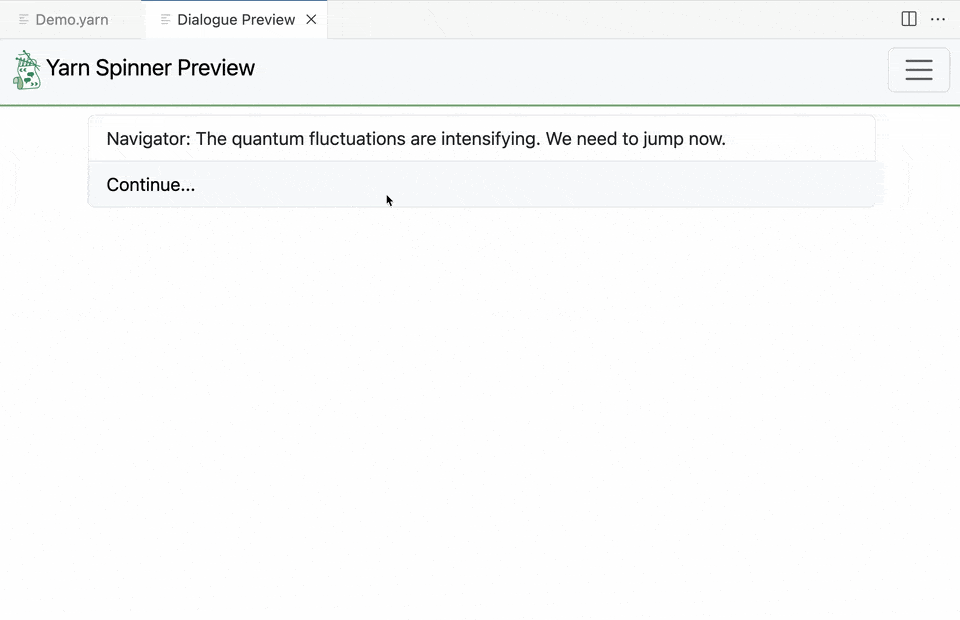 Demo.yarn
Dialogue Preview
Yarn Spinner Preview
Navigator: The quantum fluctuations are intensifying. We need to jump now.
Continue...